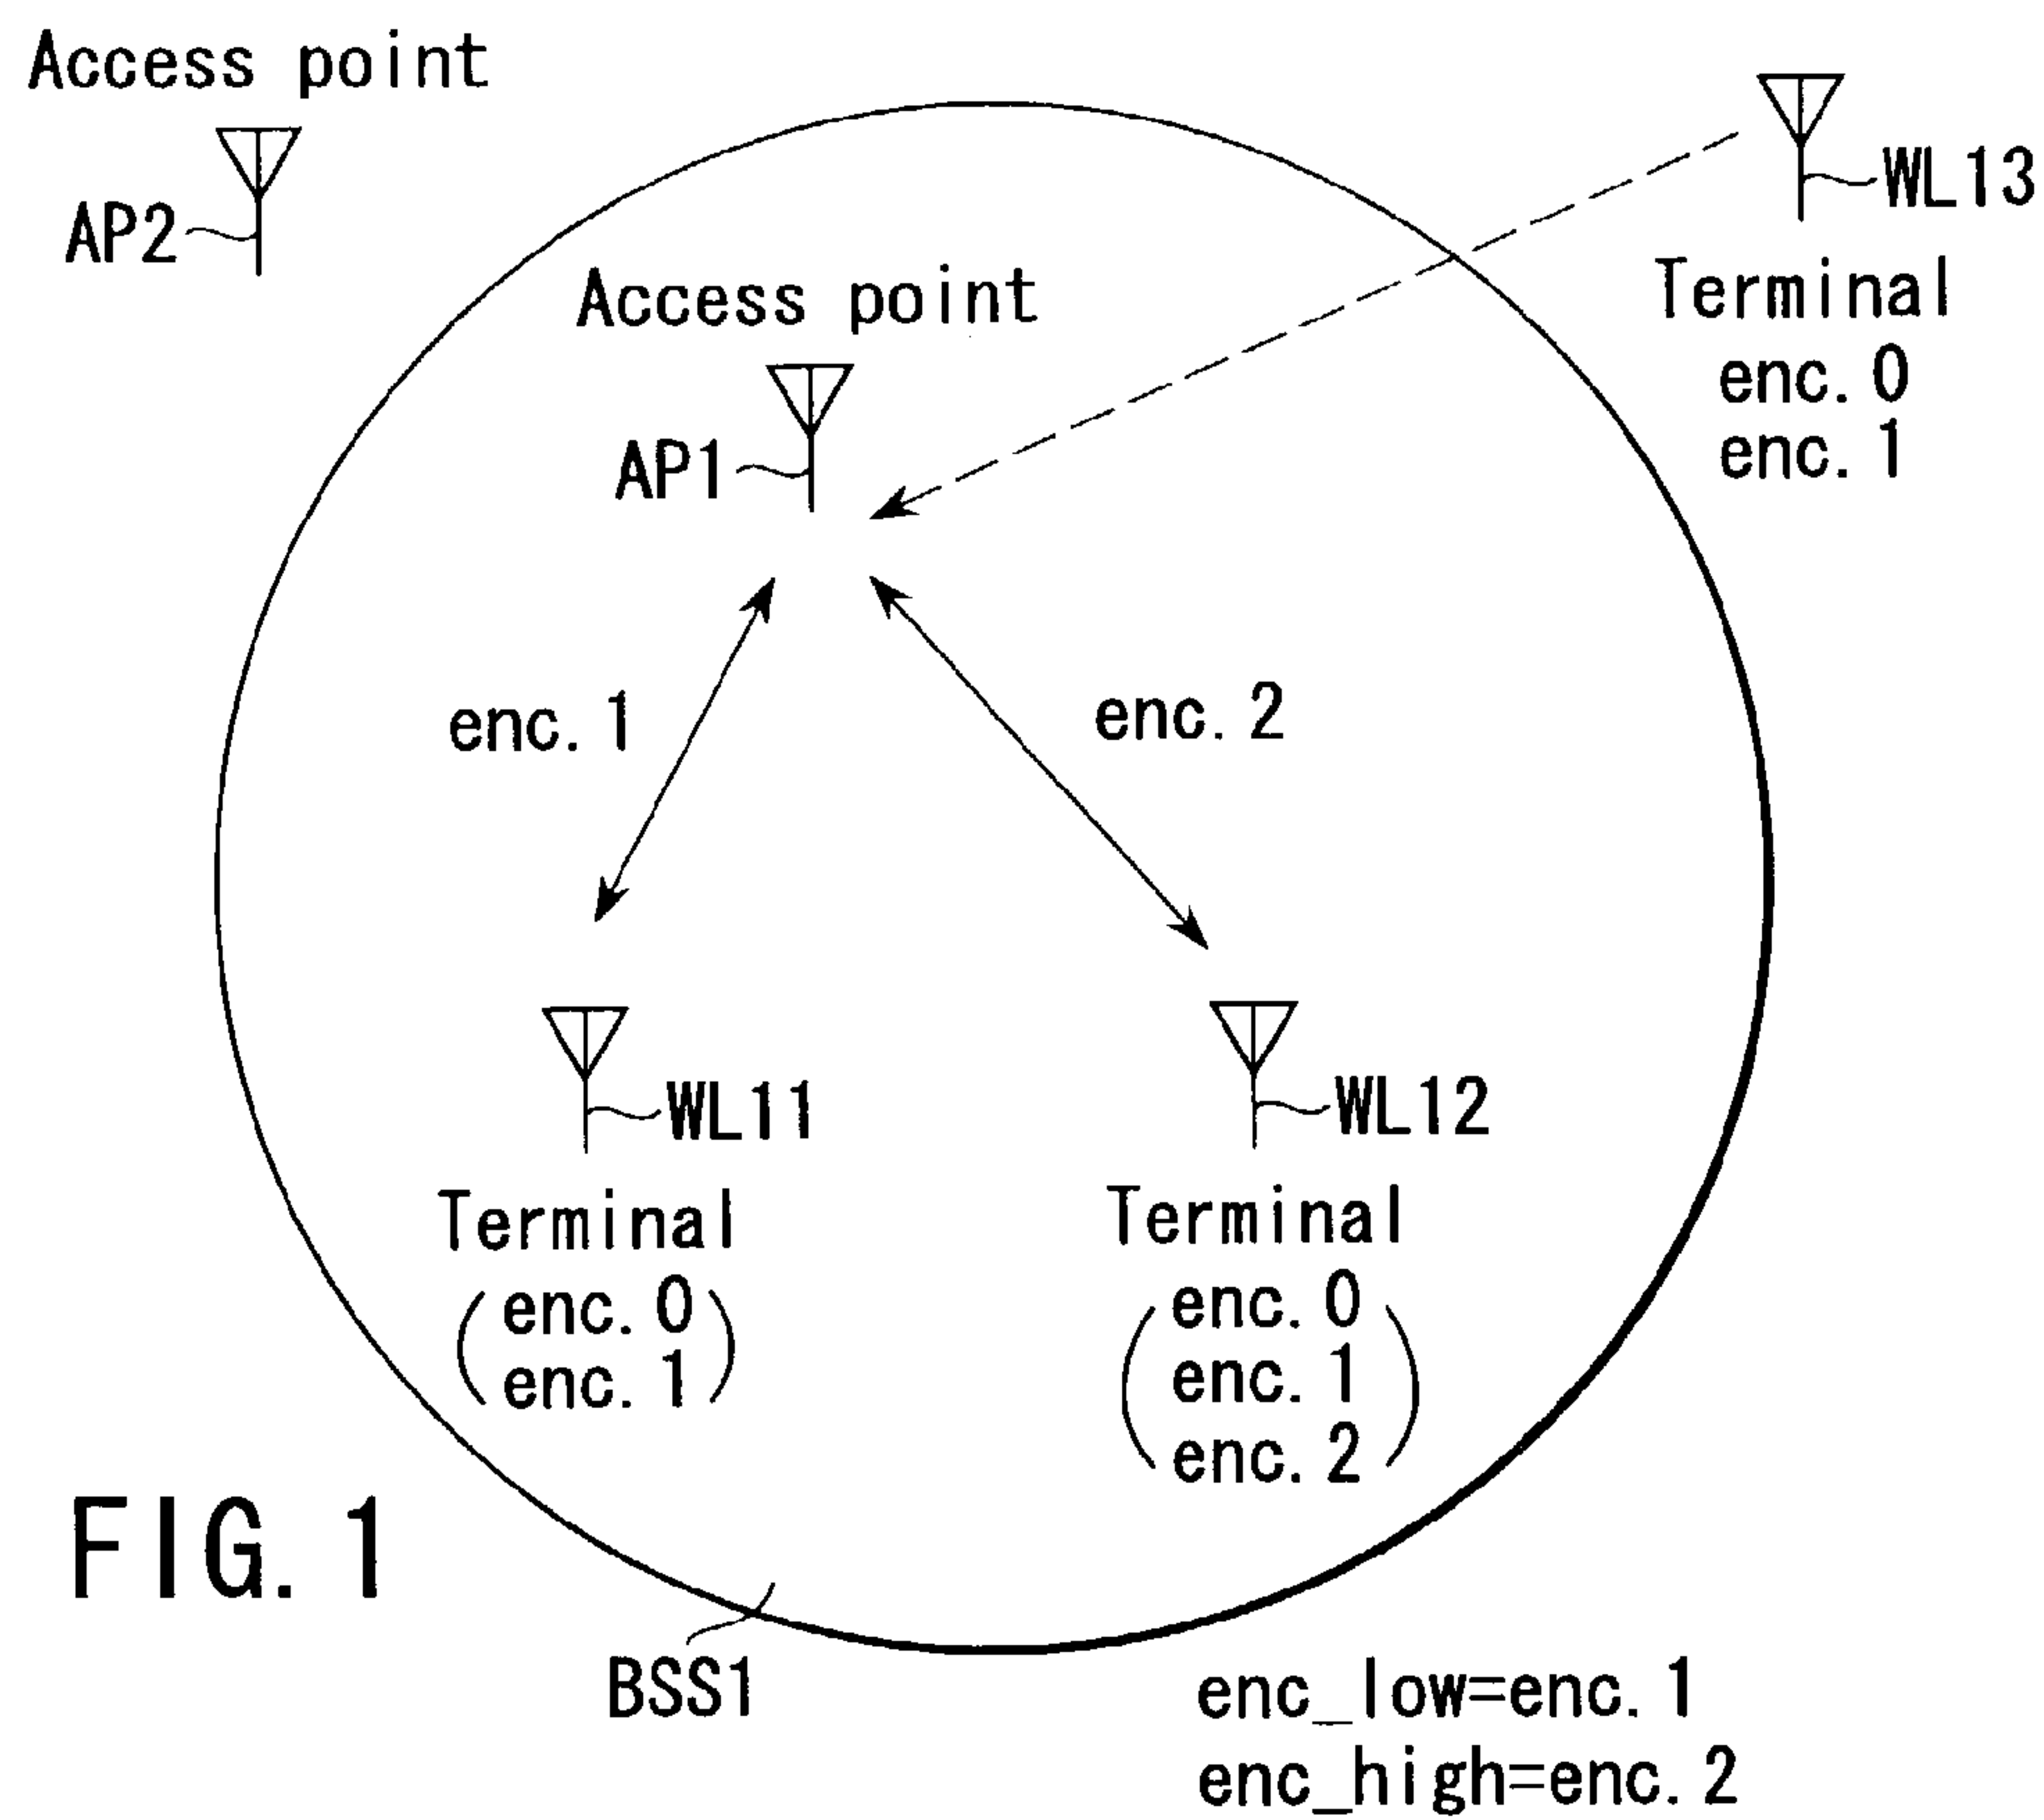 Access point
AP2
WL13
Terminal
enc. 0
enc. 1
Access point
AP1
enc. 1
enc. 2
WL11
Terminal
enc. 0
enc. 1
WL12
Terminal
enc. 0
enc. 1
enc. 2
FIG. 1
BSS1
enc_low=enc. 1
enc_high=enc. 2